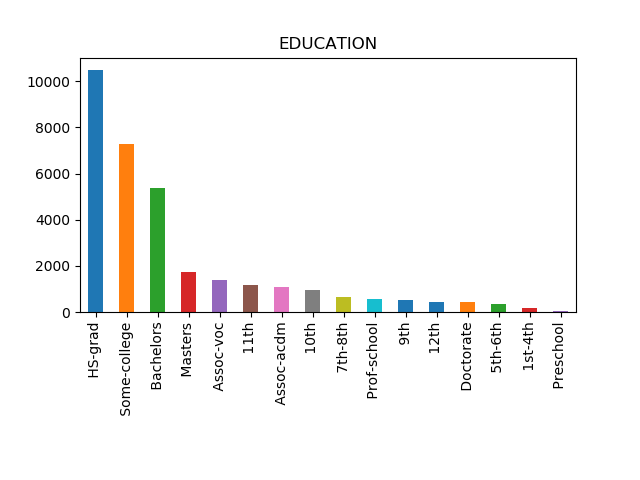 EDUCATION
10000
8000
6000
4000
2000
0
HS-grad
Some-college
Bachelors
Masters
Assoc-voc
11th
Assoc-acdm
10th
7th-8th
Prof-school
9th
12th
Doctorate
5th-6th
1st-4th
Preschool